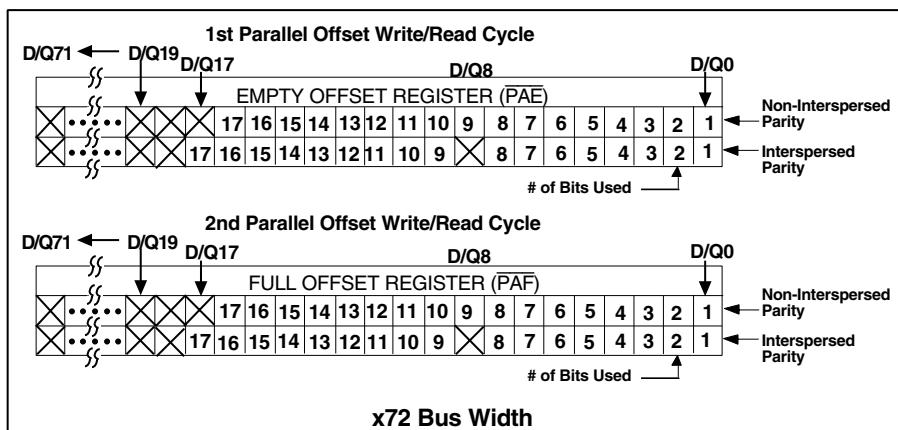 1st Parallel Offset Write/Read Cycle
D/Q71 D/Q19
D/Q17 D/Q8 D/Q0
EMPTY OFFSET REGISTER (PAE)
17 16 15 14 13 12 11 10 9 8 7 6 5 4 3 2 1 Non-Interspersed Parity
17 16 15 14 13 12 11 10 9 8 7 6 5 4 3 2 1 Interspersed Parity
# of Bits Used
2nd Parallel Offset Write/Read Cycle
D/Q71 D/Q19
D/Q17 D/Q8 D/Q0
FULL OFFSET REGISTER (PAF)
17 16 15 14 13 12 11 10 9 8 7 6 5 4 3 2 1 Non-Interspersed Parity
17 16 15 14 13 12 11 10 9 8 7 6 5 4 3 2 1 Interspersed Parity
# of Bits Used
x72 Bus Width